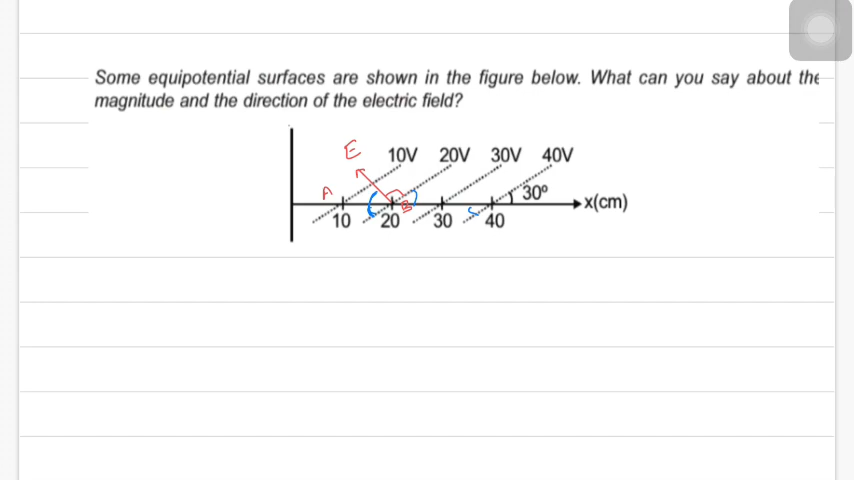 Some equipotential surfaces are shown in the figure below. What can you say about the
magnitude and the direction of the electric field?
E 10V 20V 30V 40V
A 30° x(cm)
B
10 20 30 40